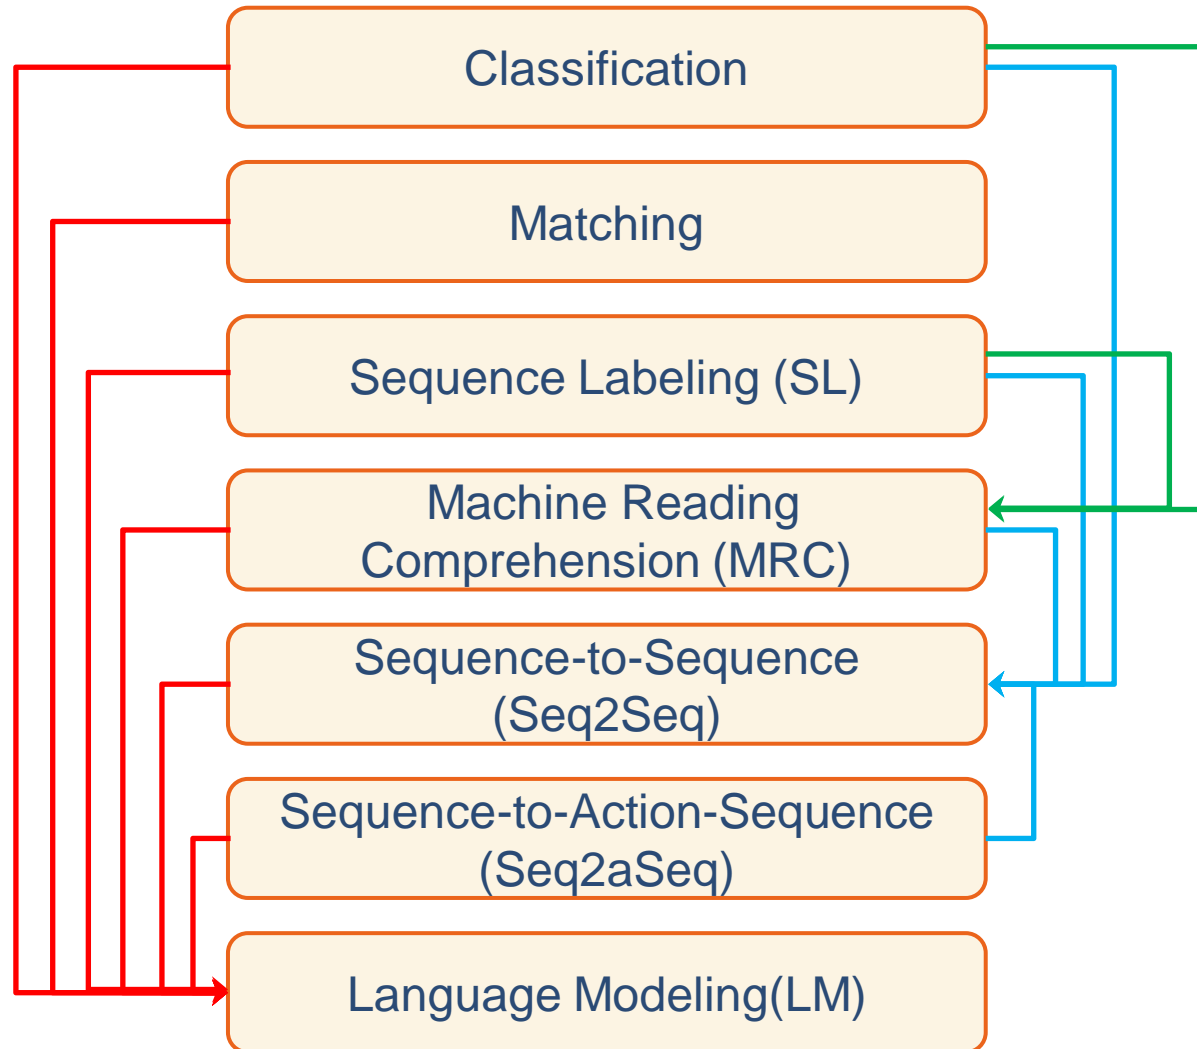 Classification
Matching
Sequence Labeling (SL)
Machine Reading
Comprehension (MRC)
Sequence-to-Sequence
(Seq2Seq)
Sequence-to-Action-Sequence
(Seq2aSeq)
Language Modeling(LM)